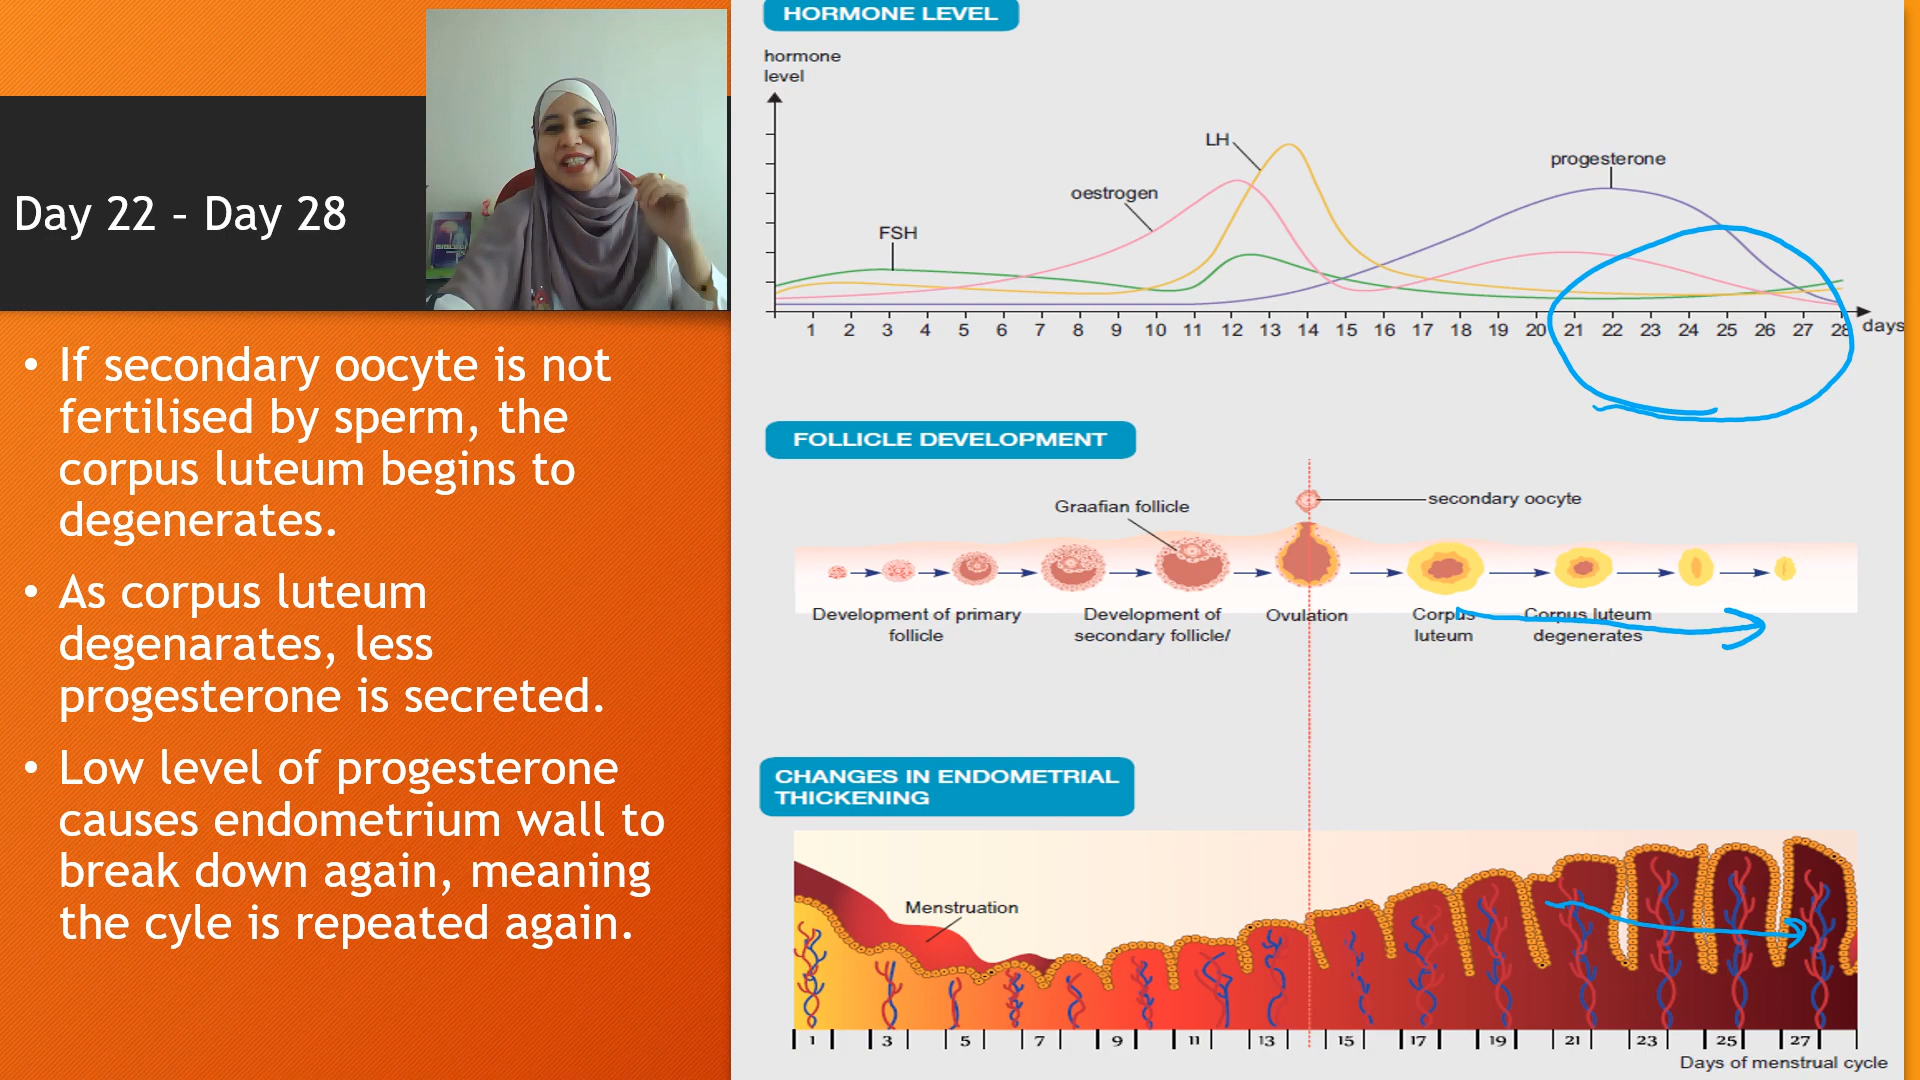 Day 22 – Day 28
• If secondary oocyte is not
fertilised by sperm, the
corpus luteum begins to
degenerates.
• As corpus luteum
degenarates, less
progesterone is secreted.
• Low level of progesterone
causes endometrium wall to
break down again, meaning
the cyle is repeated again.
HORMONE LEVEL
hormone
level
LH
progesterone
oestrogen
FSH
1 2 3 4 5 6 7 8 9 10 11 12 13 14 15 16 17 18 19 20 21 22 23 24 25 26 27 28 days
FOLLICLE DEVELOPMENT
secondary oocyte
Graafian follicle
Development of primary
follicle
Development of
secondary follicle/
Ovulation
Corpus
luteum
Corpus luteum
degenerates
CHANGES IN ENDOMETRIAL
THICKENING
Menstruation
1 3 5 7 9 11 13 15 17 19 21 23 25 27
Days of menstrual cycle